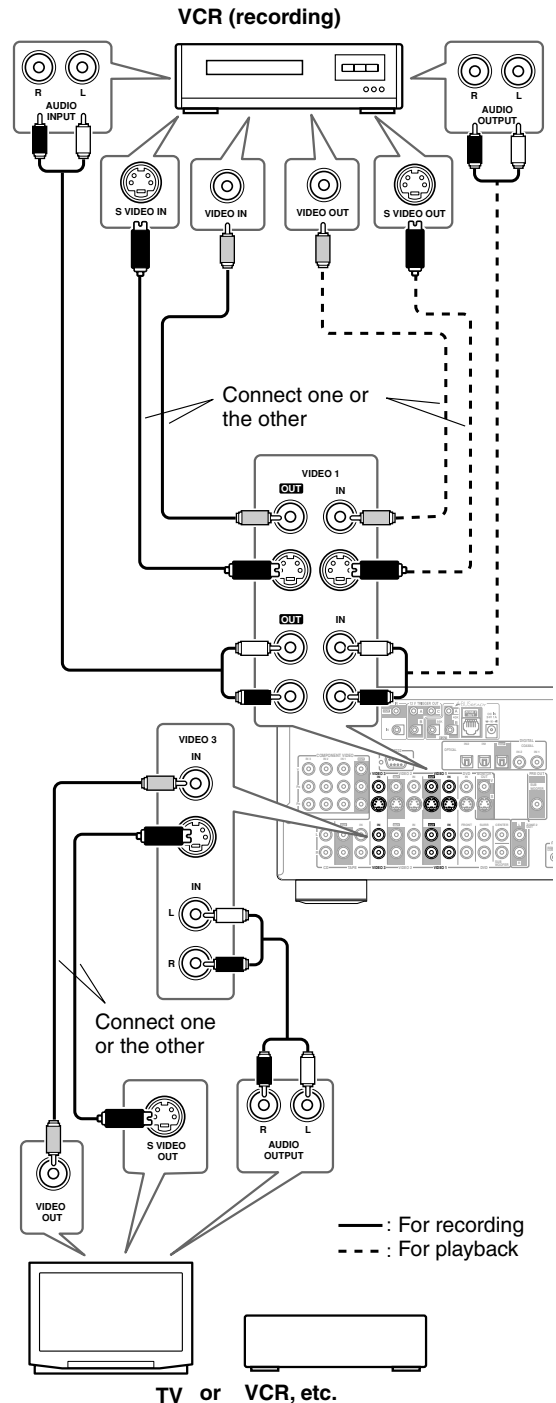 VCR (recording)
R L
AUDIO
INPUT
R L
AUDIO
OUTPUT
S VIDEO IN
VIDEO IN
VIDEO OUT
S VIDEO OUT
Connect one or
the other
VIDEO 1
OUT IN
OUT IN
VIDEO 3
IN
IN
L
R
COMPONENT VIDEO
Connect one
or the other
S VIDEO
OUT
R L
AUDIO
OUTPUT
VIDEO
OUT
: For recording
: For playback
TV or VCR, etc.